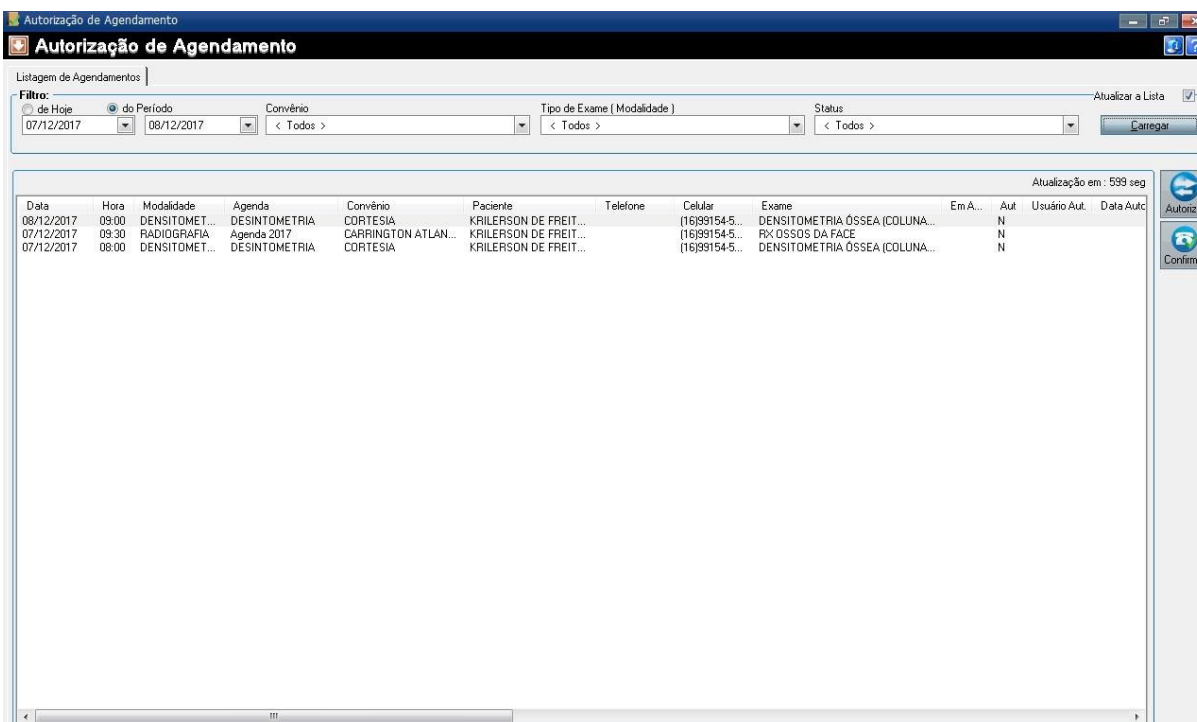 Autorização de Agendamento
Autorização de Agendamento
Listagem de Agendamentos
Filtro: Atualizar a Lista
de Hoje do Período Convênio Tipo de Exame ( Modalidade ) Status
07/12/2017 08/12/2017 < Todos > < Todos > < Todos > Carregar
Atualização em : 599 seg
Data Hora Modalidade Agenda Convênio Paciente Telefone Celular Exame Em A... Aut Usuário Aut. Data Auto
08/12/2017 09:00 DENSITOMET... DESINTOMETRIA CORTESIA KRILERSON DE FREIT... (16)99154-5... DENSITOMETRIA ÓSSEA (COLUNA... N
07/12/2017 09:30 RADIOGRAFIA Agenda 2017 CARRINGTON ATLAN... KRILERSON DE FREIT... (16)99154-5... RX OSSOS DA FACE N
07/12/2017 08:00 DENSITOMET... DESINTOMETRIA CORTESIA KRILERSON DE FREIT... (16)99154-5... DENSITOMETRIA ÓSSEA (COLUNA... N
Autoriz
Confirm